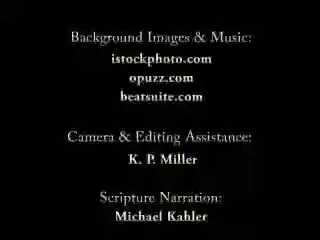 Background Images & Music:
istockphoto.com
opuzz.com
beatsuite.com
Camera & Editing Assistance:
K. P. Miller
Scripture Narration:
Michael Kahler